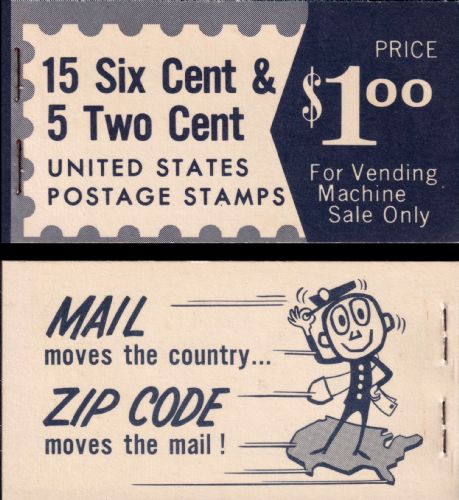 15 Six Cent &
5 Two Cent
UNITED STATES
POSTAGE STAMPS
PRICE
$1.00
For Vending
Machine
Sale Only
MAIL
moves the country...
ZIP CODE
moves the mail!